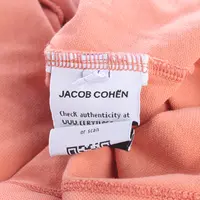 JACOB COHËN
Check authenticity at
or scan